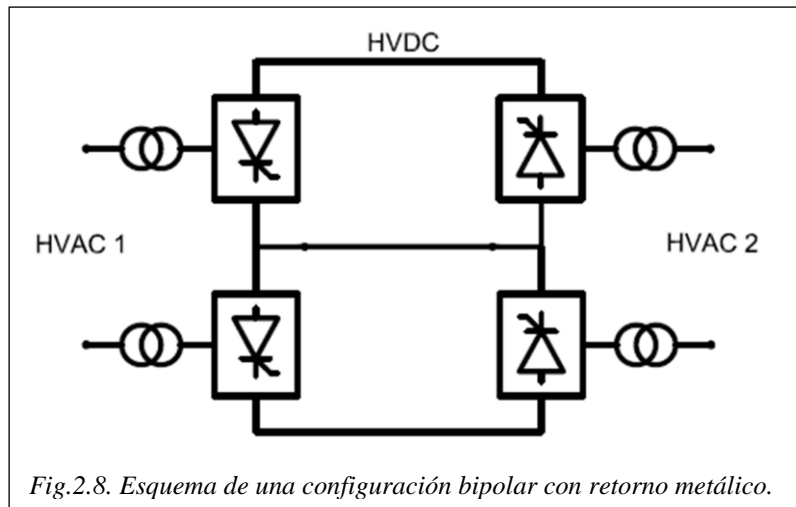 HVDC
HVAC 1
HVAC 2
Fig.2.8. Esquema de una configuración bipolar con retorno metálico.